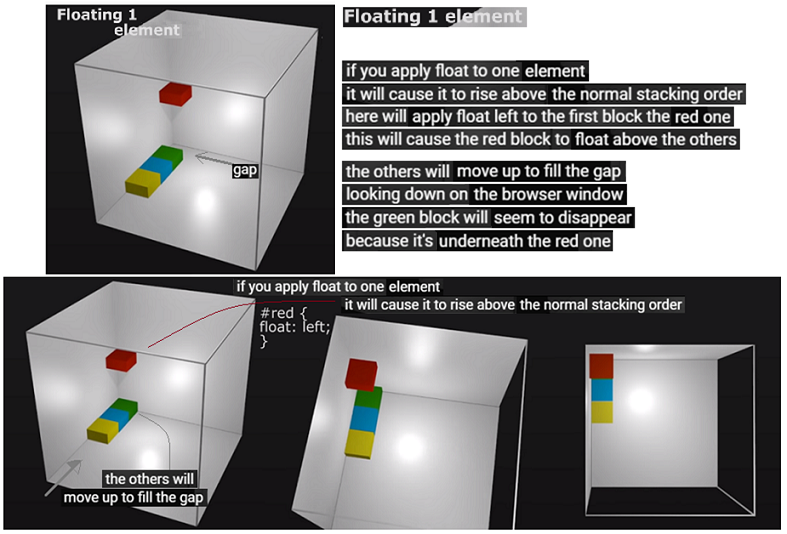 Floating 1
element
gap
Floating 1 element
if you apply float to one element
it will cause it to rise above the normal stacking order
here will apply float left to the first block the red one
this will cause the red block to float above the others
the others will move up to fill the gap
looking down on the browser window
the green block will seem to disappear
because it's underneath the red one
if you apply float to one element
it will cause it to rise above the normal stacking order
#red {
float: left;
}
the others will
move up to fill the gap